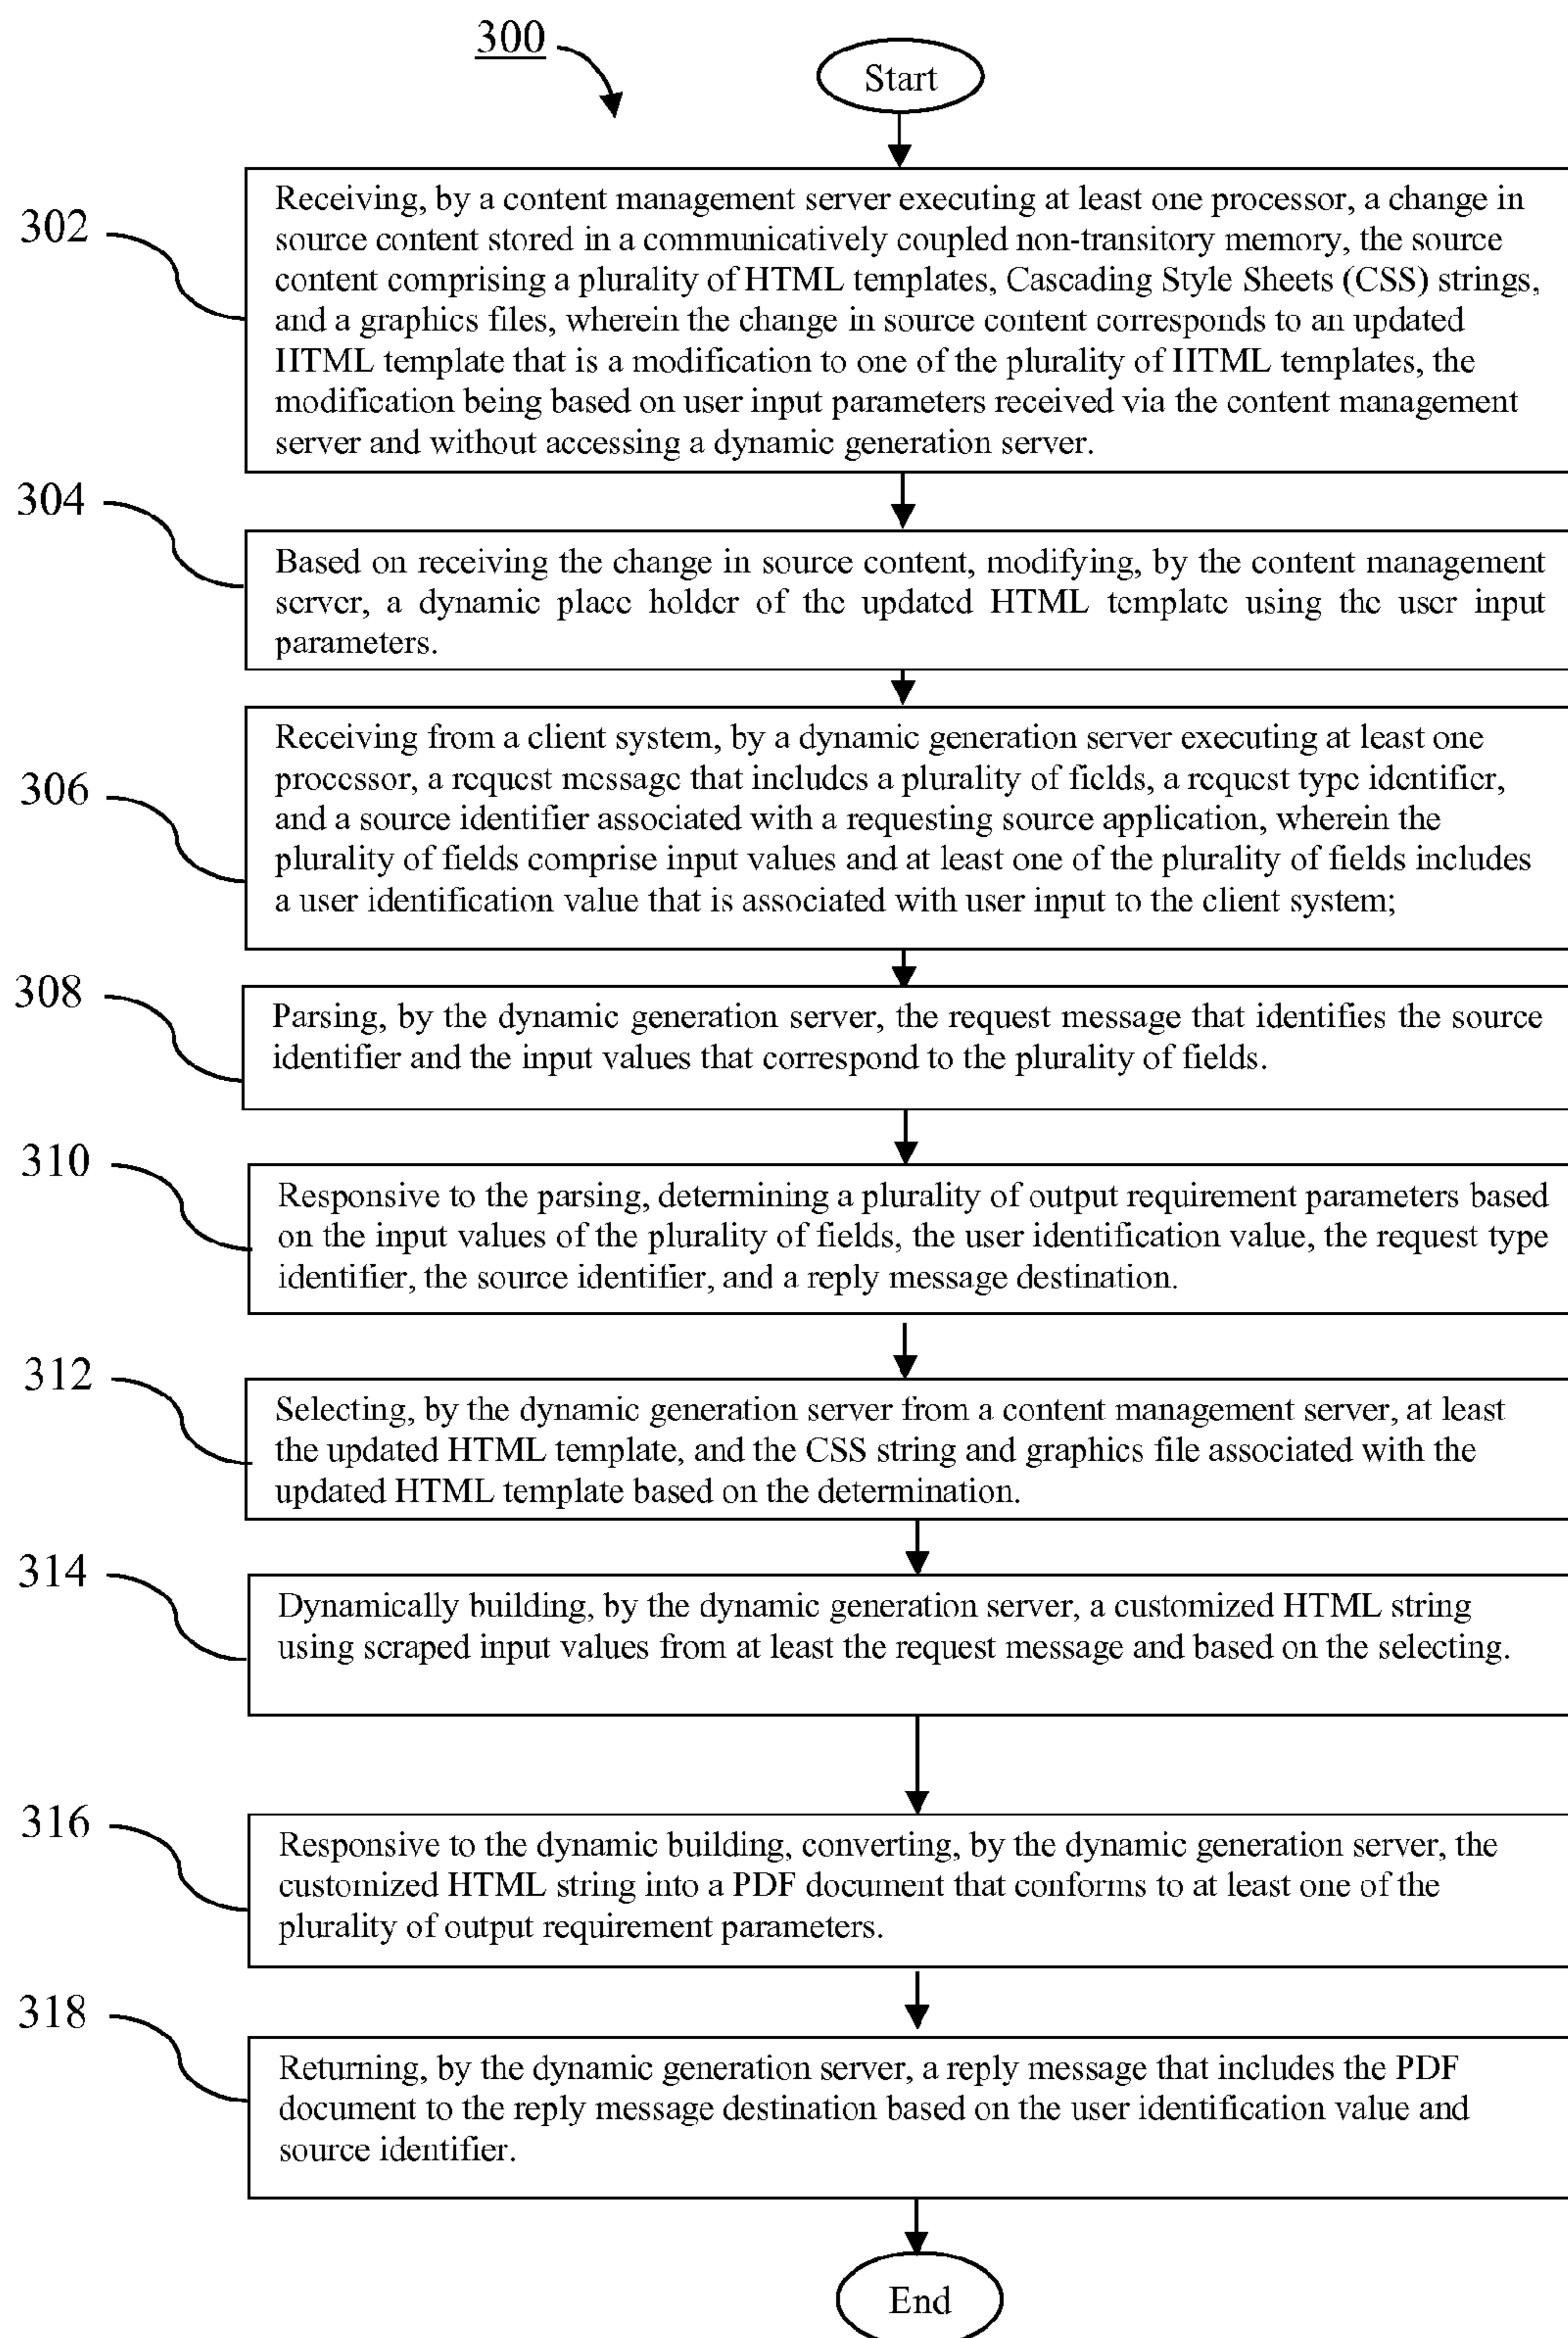 300
Start
302
Receiving, by a content management server executing at least one processor, a change in
source content stored in a communicatively coupled non-transitory memory, the source
content comprising a plurality of HTML templates, Cascading Style Sheets (CSS) strings,
and a graphics files, wherein the change in source content corresponds to an updated
HTML template that is a modification to one of the plurality of HTML templates, the
modification being based on user input parameters received via the content management
server and without accessing a dynamic generation server.
304
Based on receiving the change in source content, modifying, by the content management
server, a dynamic place holder of the updated HTML template using the user input
parameters.
306
Receiving from a client system, by a dynamic generation server executing at least one
processor, a request message that includes a plurality of fields, a request type identifier,
and a source identifier associated with a requesting source application, wherein the
plurality of fields comprise input values and at least one of the plurality of fields includes
a user identification value that is associated with user input to the client system;
308
Parsing, by the dynamic generation server, the request message that identifies the source
identifier and the input values that correspond to the plurality of fields.
310
Responsive to the parsing, determining a plurality of output requirement parameters based
on the input values of the plurality of fields, the user identification value, the request type
identifier, the source identifier, and a reply message destination.
312
Selecting, by the dynamic generation server from a content management server, at least
the updated HTML template, and the CSS string and graphics file associated with the
updated HTML template based on the determination.
314
Dynamically building, by the dynamic generation server, a customized HTML string
using scraped input values from at least the request message and based on the selecting.
316
Responsive to the dynamic building, converting, by the dynamic generation server, the
customized HTML string into a PDF document that conforms to at least one of the
plurality of output requirement parameters.
318
Returning, by the dynamic generation server, a reply message that includes the PDF
document to the reply message destination based on the user identification value and
source identifier.
End